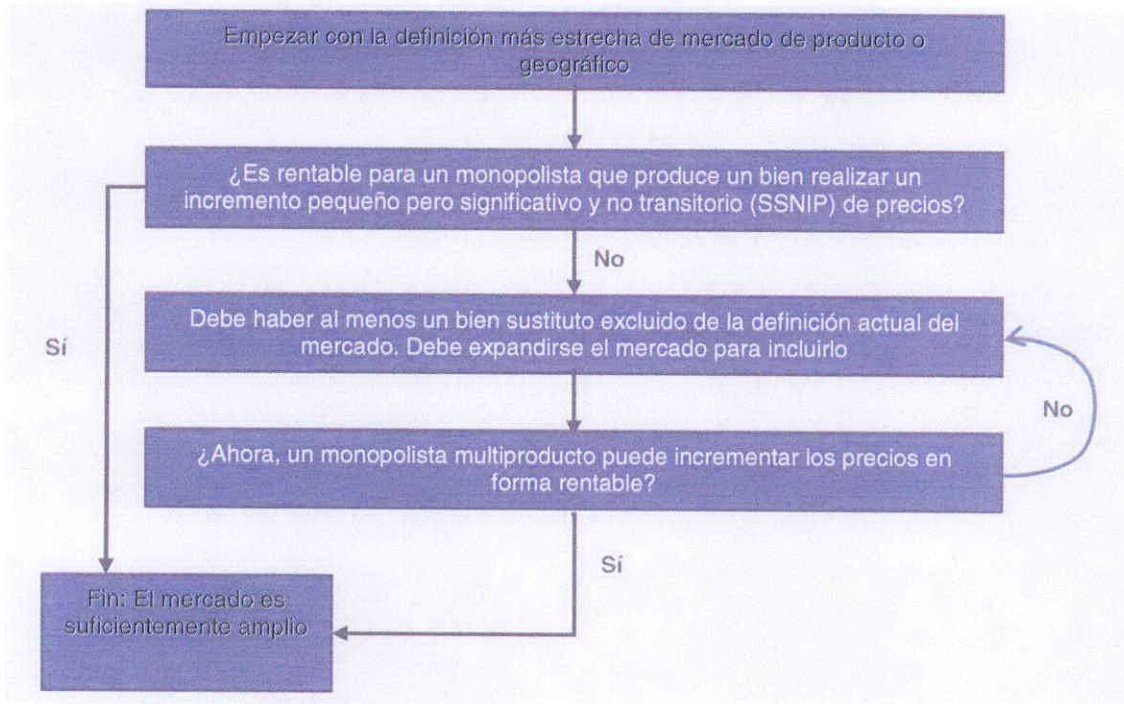 Empezar con la definición más estrecha de mercado de producto o
geográfico
¿Es rentable para un monopolista que produce un bien realizar un
incremento pequeño pero significativo y no transitorio (SSNIP) de precios?
No
Debe haber al menos un bien sustituto excluido de la definición actual del
mercado. Debe expandirse el mercado para incluirlo
Sí
No
¿Ahora, un monopolista multiproducto puede incrementar los precios en
forma rentable?
Sí
Fin: El mercado es
suficientemente amplio